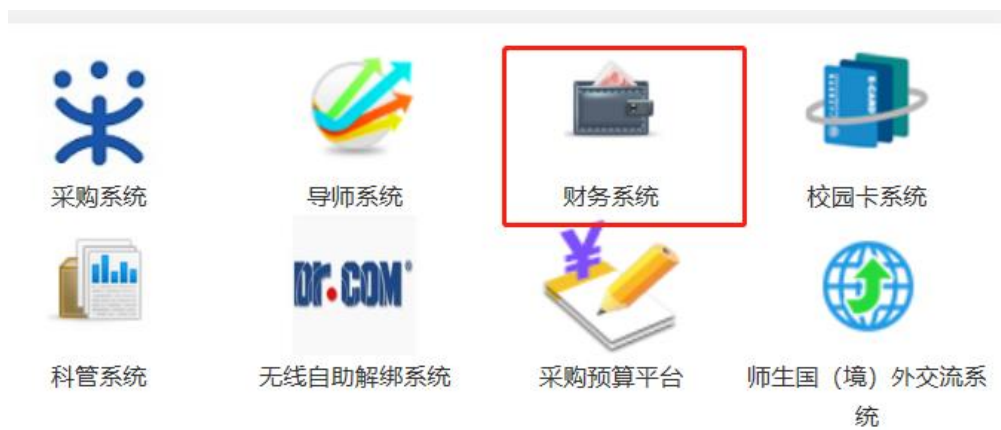 采购系统
导师系统
财务系统
E-CARD
校园卡系统
Dr.COM
科管系统
无线自助解绑系统
采购预算平台
师生国（境）外交流系
统